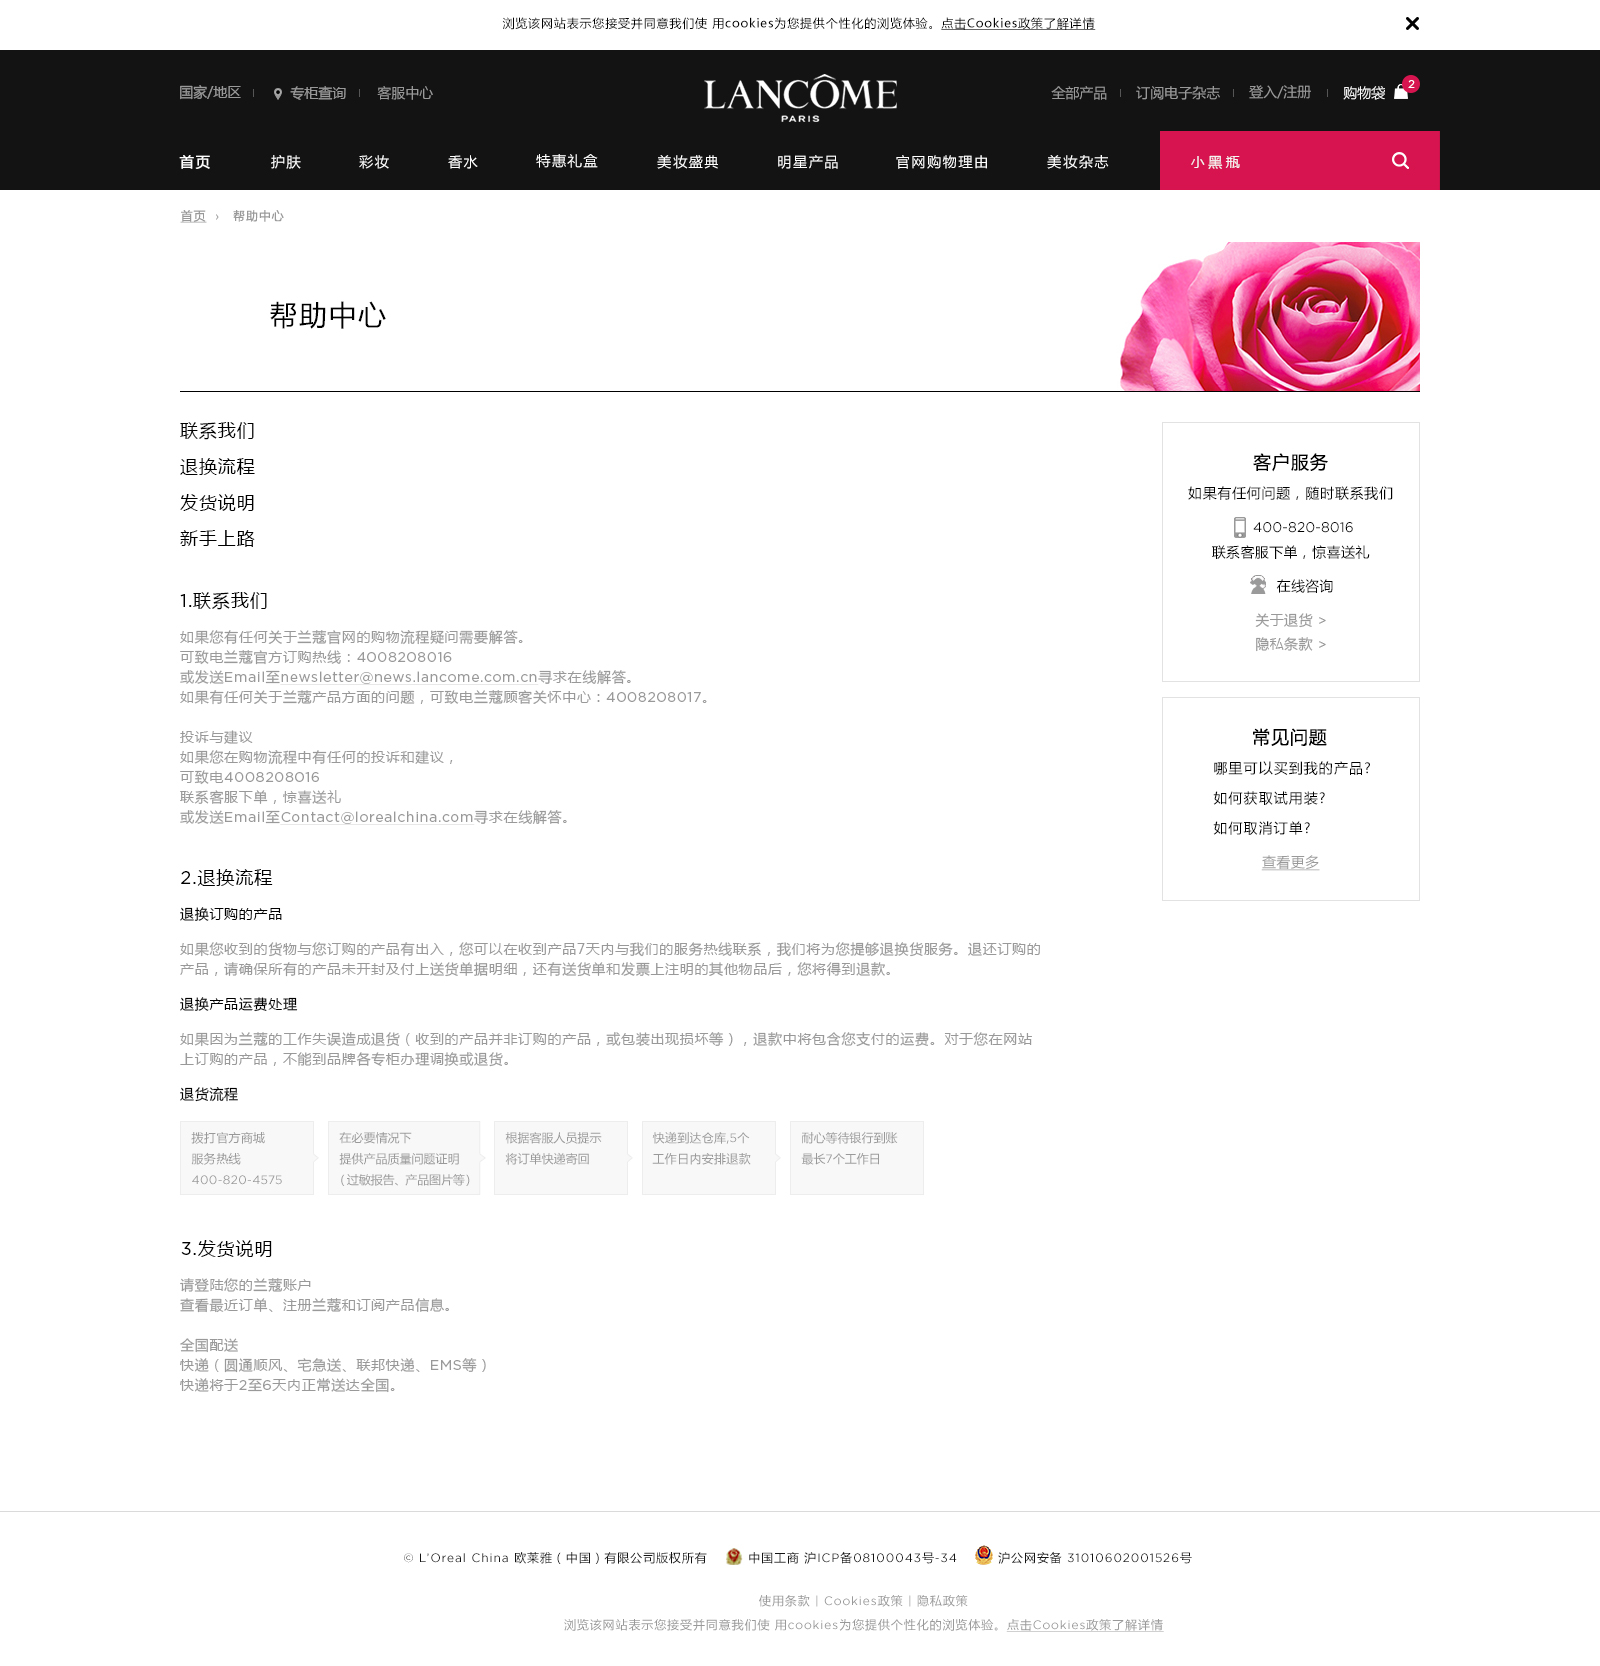 浏览该网站表示您接受并同意我们使 用cookies为您提供个性化的浏览体验。点击Cookies政策了解详情
国家/地区
专柜查询
客服中心
LANCÔME
PARIS
全部产品
订阅电子杂志
登入/注册
购物袋
2
首页
护肤
彩妆
香水
特惠礼盒
美妆盛典
明星产品
官网购物理由
美妆杂志
小黑瓶
首页 › 帮助中心
帮助中心
联系我们
退换流程
发货说明
新手上路
1.联系我们
如果您有任何关于兰蔻官网的购物流程疑问需要解答。
可致电兰蔻官方订购热线：4008208016
或发送Email至newsletter@news.lancome.com.cn寻求在线解答。
如果有任何关于兰蔻产品方面的问题，可致电兰蔻顾客关怀中心：4008208017。
投诉与建议
如果您在购物流程中有任何的投诉和建议，
可致电4008208016
联系客服下单，惊喜送礼
或发送Email至Contact@lorealchina.com寻求在线解答。
2.退换流程
退换订购的产品
如果您收到的货物与您订购的产品有出入，您可以在收到产品7天内与我们的服务热线联系，我们将为您提够退换货服务。退还订购的
产品，请确保所有的产品未开封及付上送货单据明细，还有送货单和发票上注明的其他物品后，您将得到退款。
退换产品运费处理
如果因为兰蔻的工作失误造成退货（收到的产品并非订购的产品，或包装出现损坏等），退款中将包含您支付的运费。对于您在网站
上订购的产品，不能到品牌各专柜办理调换或退货。
退货流程
拨打官方商城
服务热线
400-820-4575
在必要情况下
提供产品质量问题证明
（过敏报告、产品图片等）
根据客服人员提示
将订单快递寄回
快递到达仓库,5个
工作日内安排退款
耐心等待银行到账
最长7个工作日
3.发货说明
请登陆您的兰蔻账户
查看最近订单、注册兰蔻和订阅产品信息。
全国配送
快递（圆通顺风、宅急送、联邦快递、EMS等）
快递将于2至6天内正常送达全国。
客户服务
如果有任何问题，随时联系我们
400-820-8016
联系客服下单，惊喜送礼
在线咨询
关于退货 >
隐私条款 >
常见问题
哪里可以买到我的产品?
如何获取试用装?
如何取消订单?
查看更多
© L'Oreal China 欧莱雅（中国）有限公司版权所有
中国工商 沪ICP备08100043号-34
沪公网安备 31010602001526号
使用条款 | Cookies政策 | 隐私政策
浏览该网站表示您接受并同意我们使 用cookies为您提供个性化的浏览体验。点击Cookies政策了解详情